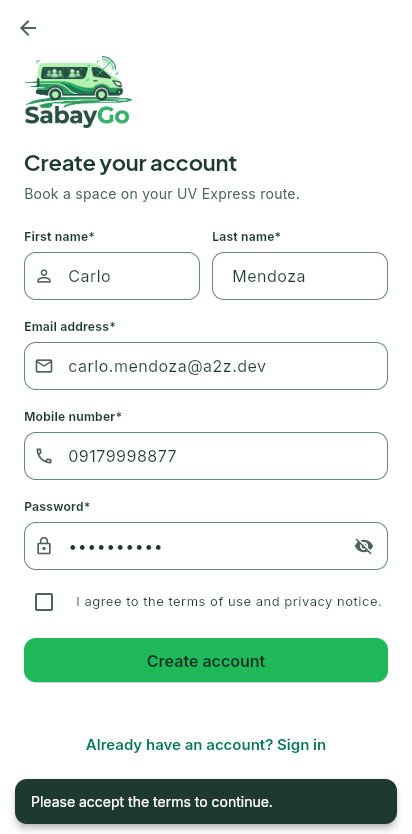 SabayGo
Create your account
Book a space on your UV Express route.
First name* Last name*
Carlo Mendoza
Email address*
carlo.mendoza@a2z.dev
Mobile number*
09179998877
Password*
••••••••••
I agree to the terms of use and privacy notice.
Create account
Already have an account? Sign in
Please accept the terms to continue.